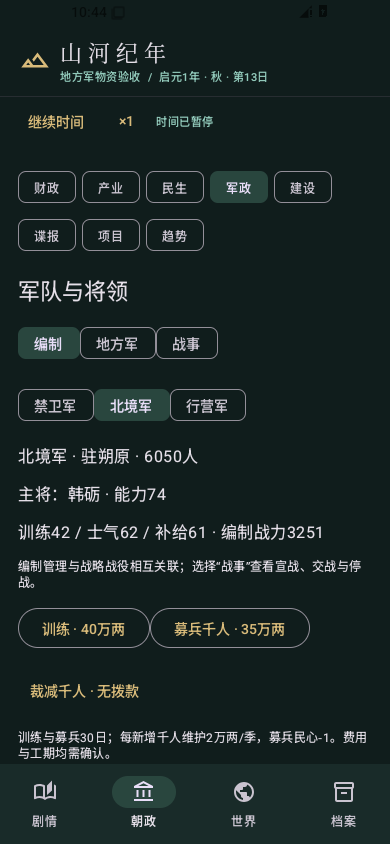 10:44
山河纪年
地方军物资验收 / 启元1年 · 秋 · 第13日
继续时间 ×1 时间已暂停
财政 产业 民生 军政 建设
谍报 项目 趋势
军队与将领
编制 地方军 战事
禁卫军 北境军 行营军
北境军 · 驻朔原 · 6050人
主将：韩砺 · 能力74
训练42 / 士气62 / 补给61 · 编制战力3251
编制管理与战略战役相互关联；选择“战事”查看宣战、交战与停
战。
训练 · 40万两 募兵千人 · 35万两
裁减千人 · 无拨款
训练与募兵30日；每新增千人维护2万两/季，募兵民心-1。费用
与工期均需确认。
剧情 朝政 世界 档案